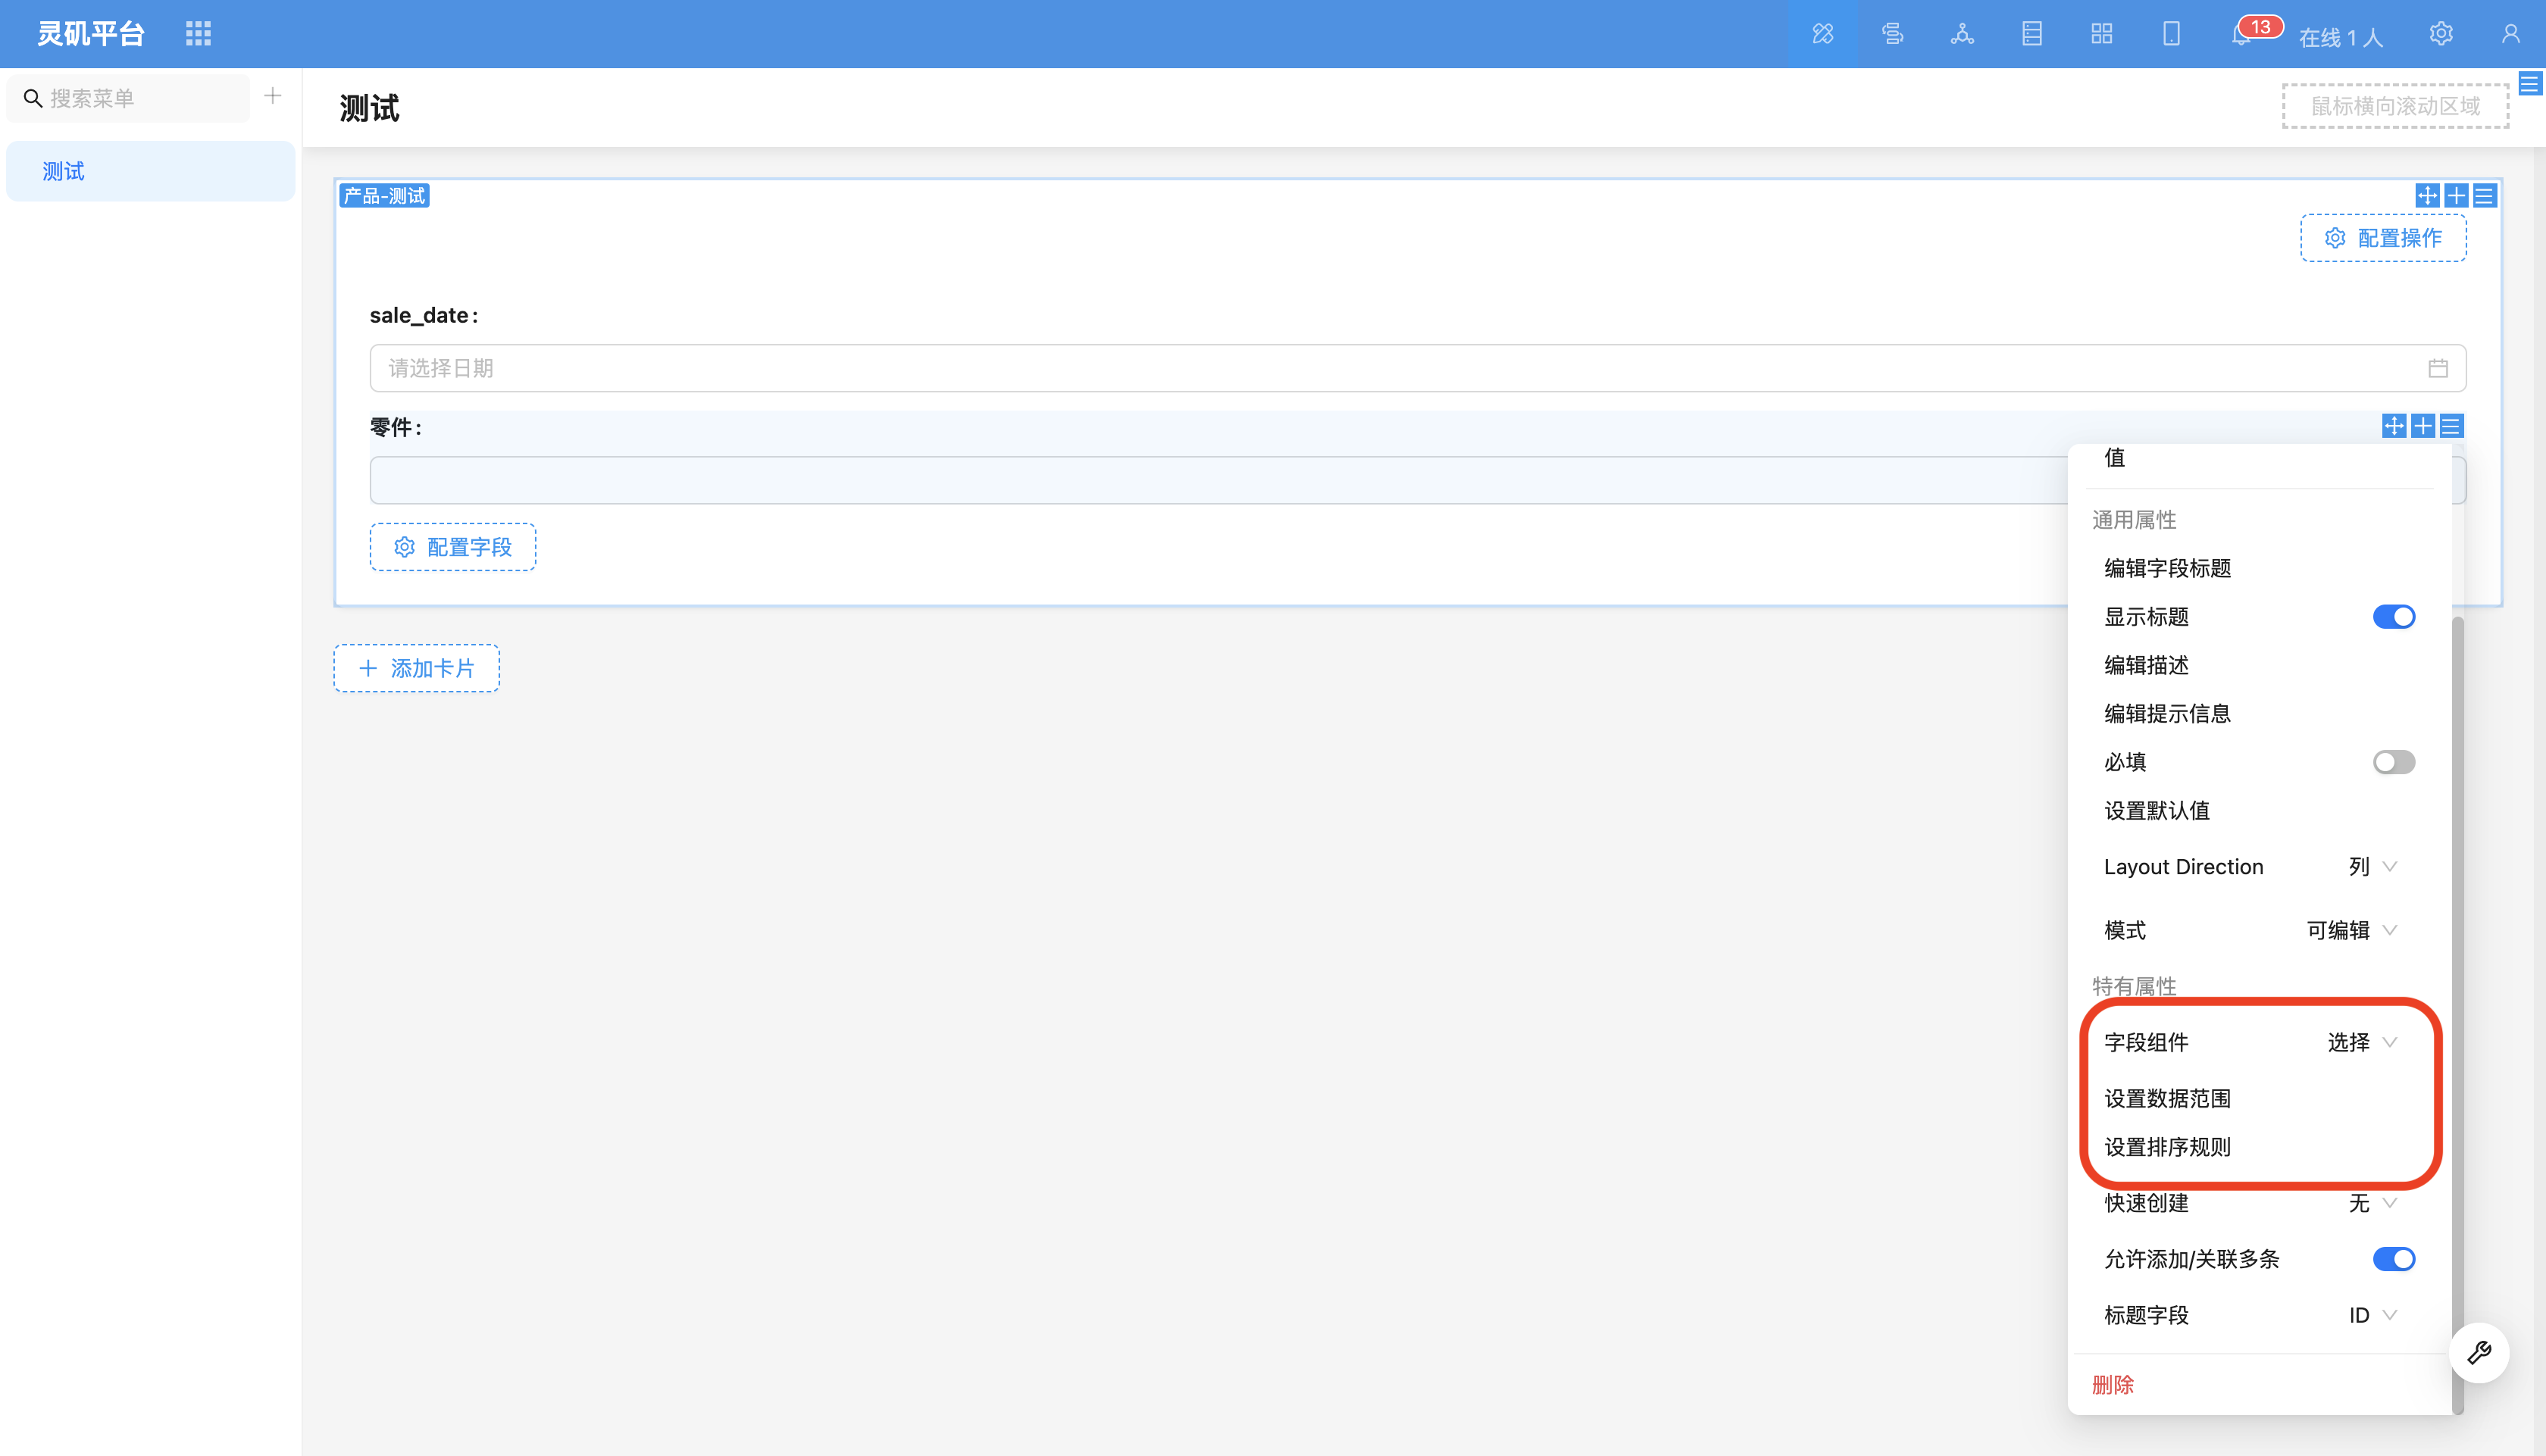 灵矶平台
13
在线 1 人
搜索菜单
测试
测试
鼠标横向滚动区域
产品-测试
配置操作
sale_date :
请选择日期
零件 :
配置字段
添加卡片
值
通用属性
编辑字段标题
显示标题
编辑描述
编辑提示信息
必填
设置默认值
Layout Direction 列
模式 可编辑
特有属性
字段组件 选择
设置数据范围
设置排序规则
快速创建 无
允许添加/关联多条
标题字段 ID
删除